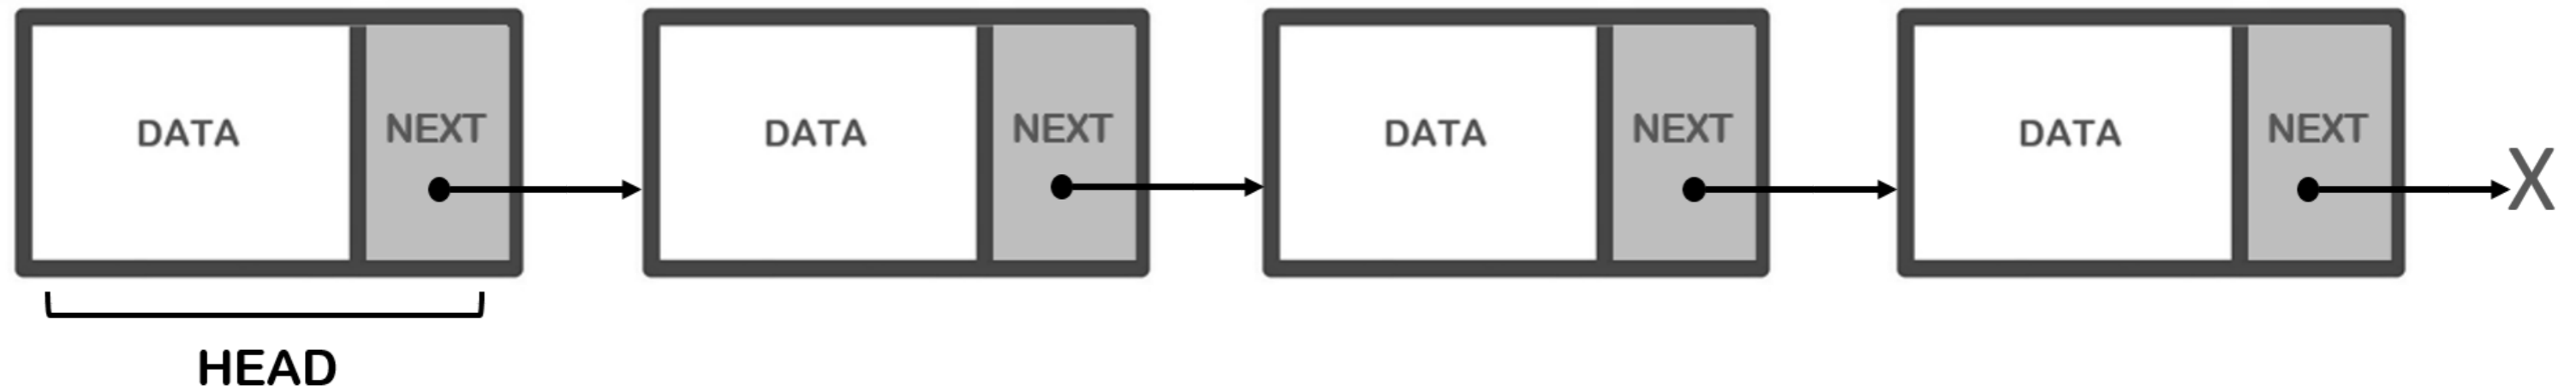 DATA NEXT DATA NEXT DATA NEXT DATA NEXT X
HEAD